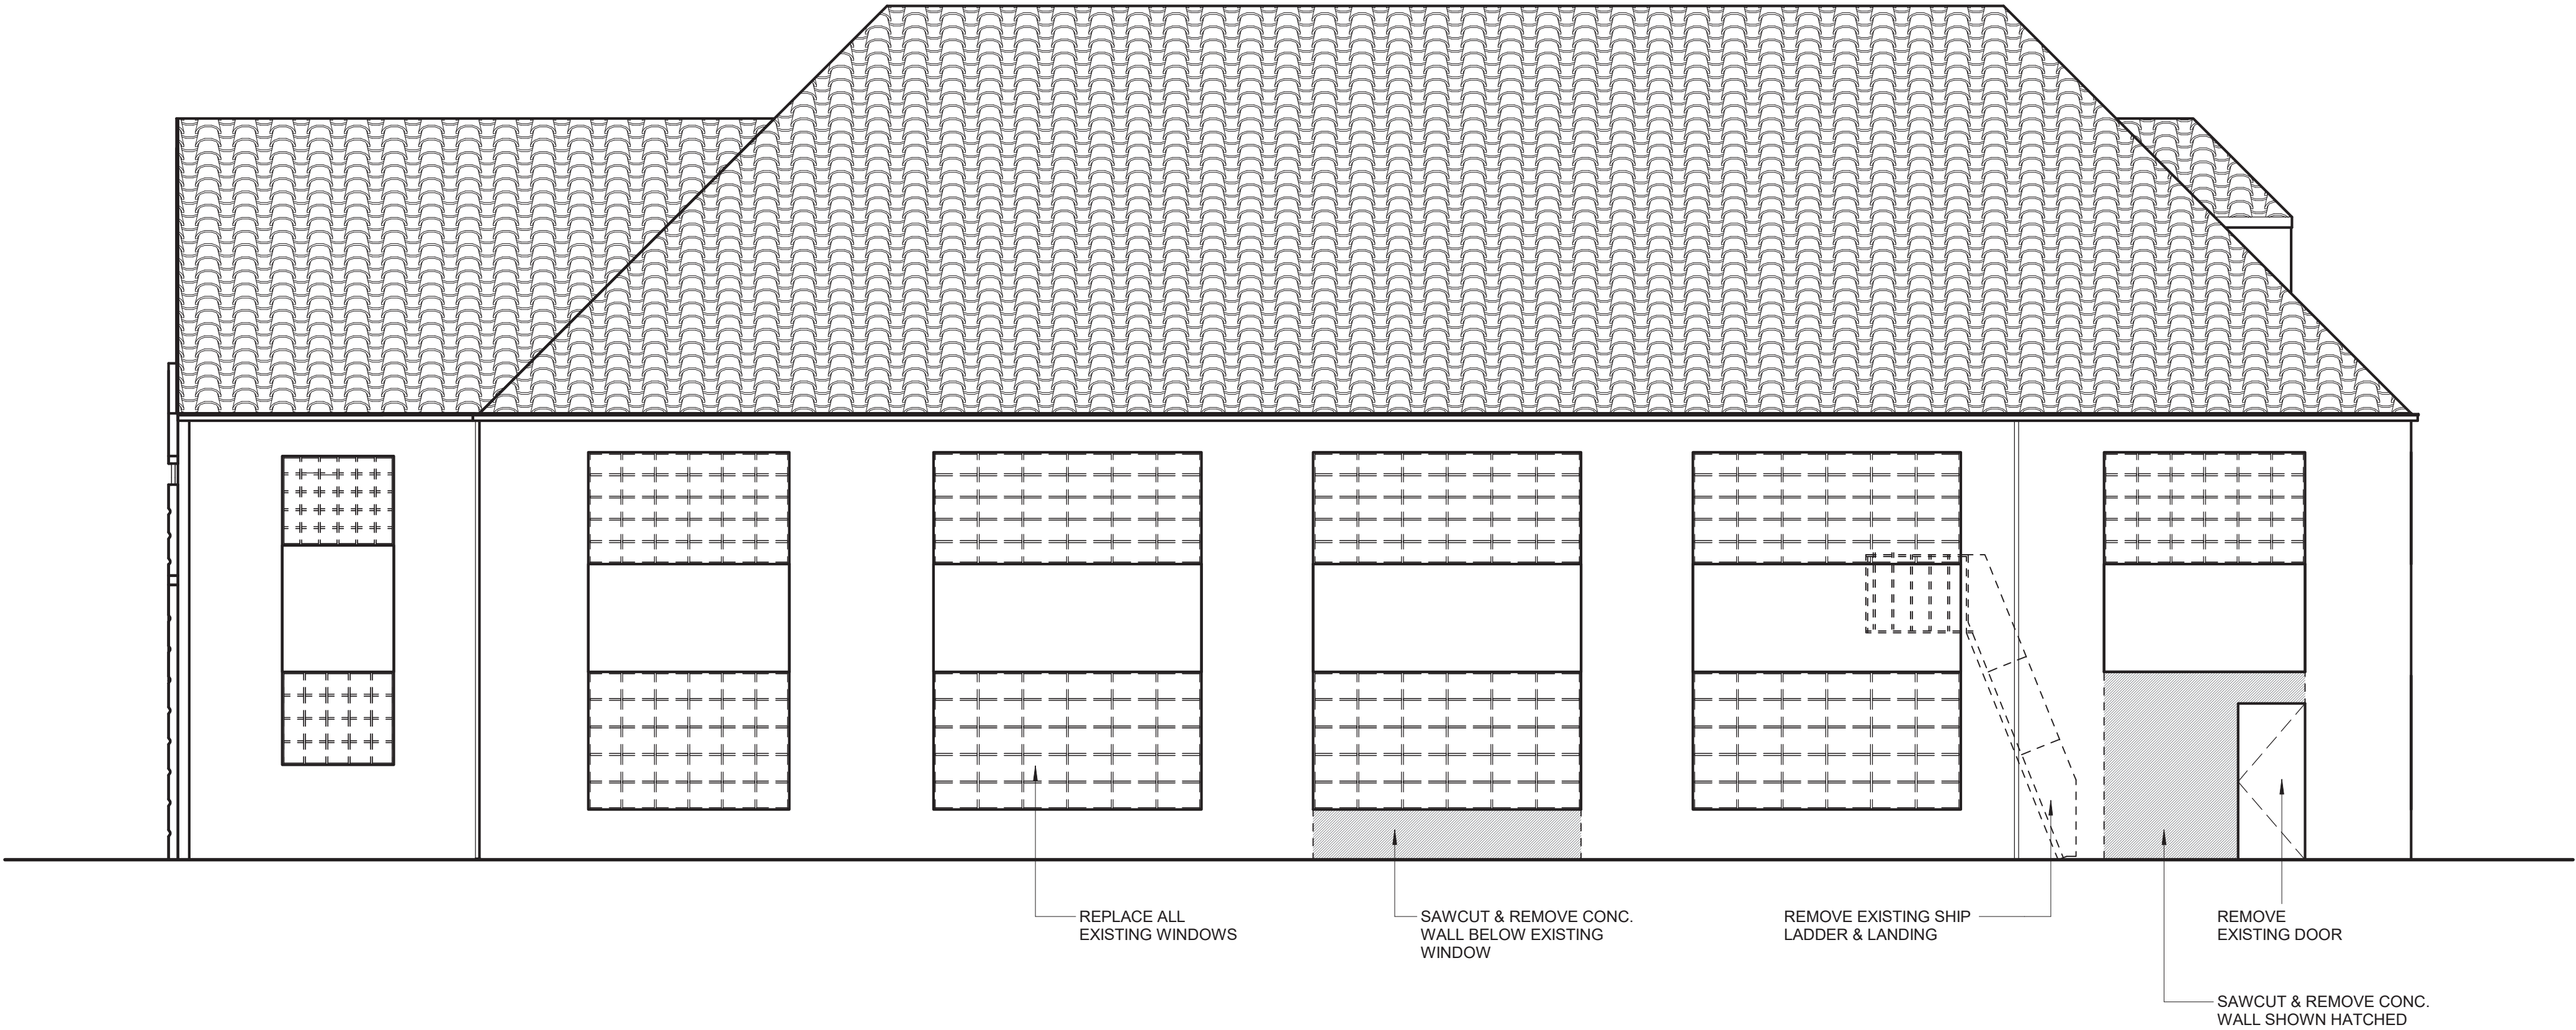 REPLACE ALL
EXISTING WINDOWS
SAWCUT & REMOVE CONC.
WALL BELOW EXISTING
WINDOW
REMOVE EXISTING SHIP
LADDER & LANDING
REMOVE
EXISTING DOOR
SAWCUT & REMOVE CONC.
WALL SHOWN HATCHED